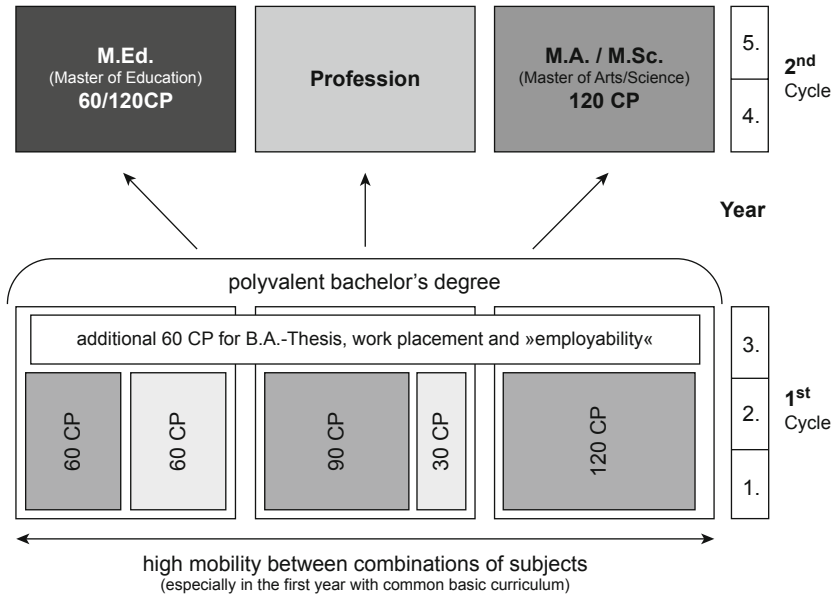 M.Ed.
(Master of Education)
60/120CP
Profession
M.A. / M.Sc.
(Master of Arts/Science)
120 CP
5.
4.
2nd
Cycle
Year
polyvalent bachelor's degree
additional 60 CP for B.A.-Thesis, work placement and »employability«
60 CP
60 CP
90 CP
30 CP
120 CP
3.
2.
1.
1st
Cycle
high mobility between combinations of subjects
(especially in the first year with common basic curriculum)